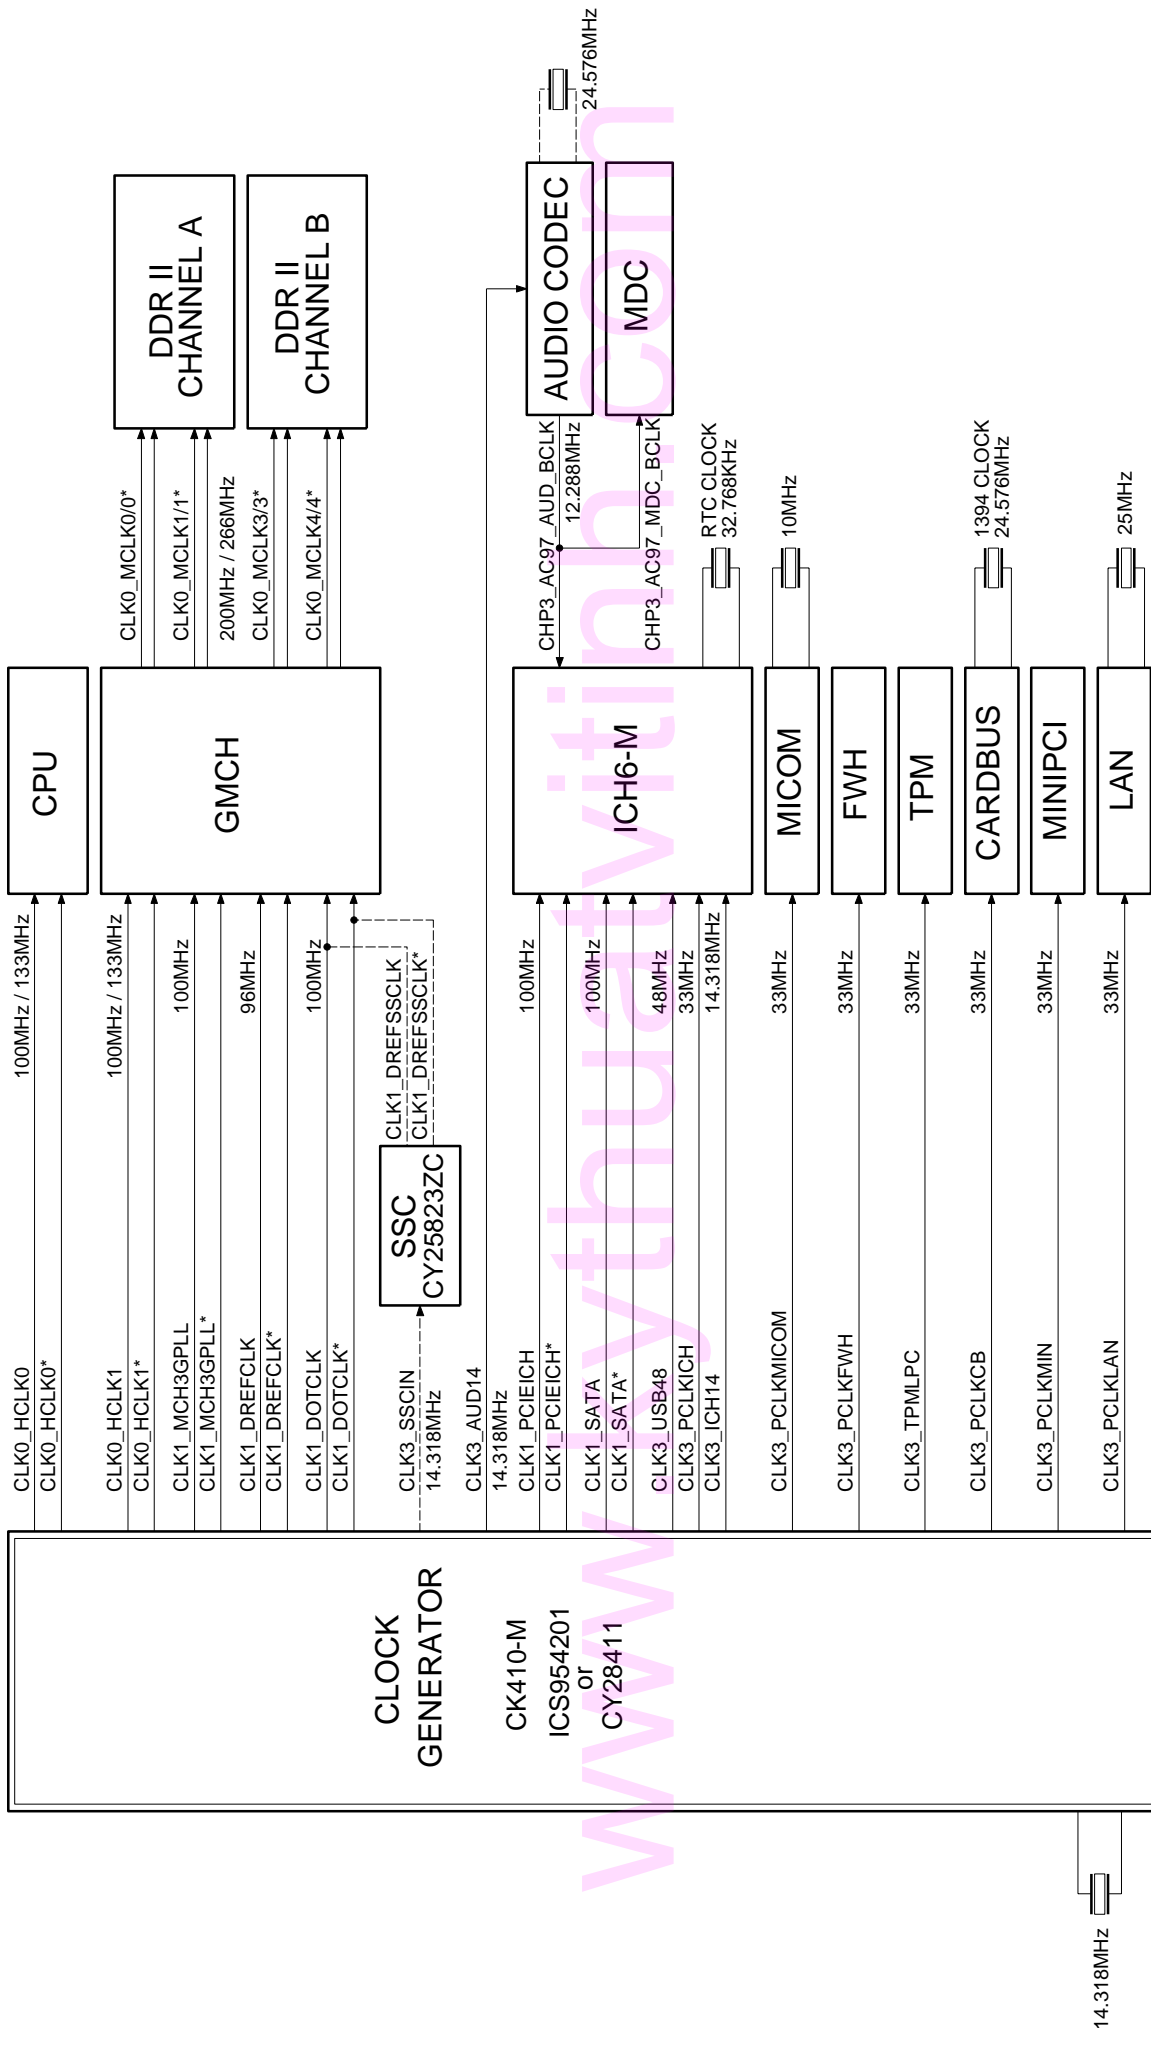 14.318MHz
CLOCK
GENERATOR
CK410-M
ICS954201
or
CY28411
CLK0_HCLK0
CLK0_HCLK0*
100MHz / 133MHz
CPU
CLK0_HCLK1
CLK0_HCLK1*
100MHz / 133MHz
CLK1_MCH3GPLL
CLK1_MCH3GPLL*
100MHz
CLK1_DREFCLK
CLK1_DREFCLK*
96MHz
CLK1_DOTCLK
CLK1_DOTCLK*
100MHz
GMCH
CLK0_MCLK0/0*
CLK0_MCLK1/1*
200MHz / 266MHz
CLK0_MCLK3/3*
CLK0_MCLK4/4*
DDR II
CHANNEL A
DDR II
CHANNEL B
CLK3_SSCIN
14.318MHz
SSC
CY25823ZC
CLK1_DREFSSCLK
CLK1_DREFSSCLK*
CLK3_AUD14
14.318MHz
CLK1_PCIEICH
CLK1_PCIEICH*
100MHz
CLK1_SATA
CLK1_SATA*
100MHz
CLK3_USB48
48MHz
CLK3_PCLKICH
33MHz
CLK3_ICH14
14.318MHz
ICH6-M
CHP3_AC97_AUD_BCLK
12.288MHz
CHP3_AC97_MDC_BCLK
AUDIO CODEC
24.576MHz
MDC
RTC CLOCK
32.768KHz
CLK3_PCLKMICOM
33MHz
MICOM
10MHz
CLK3_PCLKFWH
33MHz
FWH
CLK3_TPMLPC
33MHz
TPM
CLK3_PCLKCB
33MHz
CARDBUS
1394 CLOCK
24.576MHz
CLK3_PCLKMIN
33MHz
MINIPCI
CLK3_PCLKLAN
33MHz
LAN
25MHz
www.kythuatvitinh.com